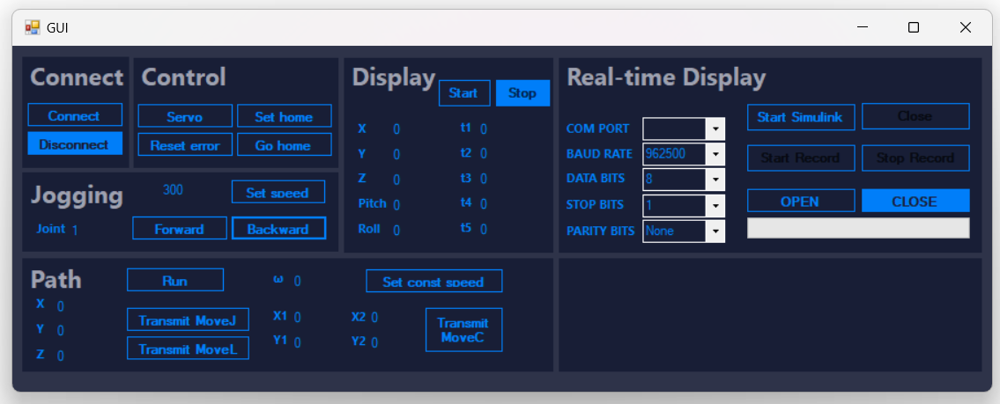 GUI
Connect
Connect
Disconnect
Control
Servo
Set home
Reset error
Go home
Jogging
300
Set speed
Joint 1
Forward
Backward
Display
Start
Stop
X 0
t1 0
Y 0
t2 0
Z 0
t3 0
Pitch 0
t4 0
Roll 0
t5 0
Real-time Display
COM PORT
BAUD RATE 962500
DATA BITS 8
STOP BITS 1
PARITY BITS None
Start Simulink
Close
Start Record
Stop Record
OPEN
CLOSE
Path
X 0
Y 0
Z 0
Run
Transmit MoveJ
Transmit MoveL
ω 0
X1 0
Y1 0
Set const speed
X2 0
Y2 0
Transmit
MoveC